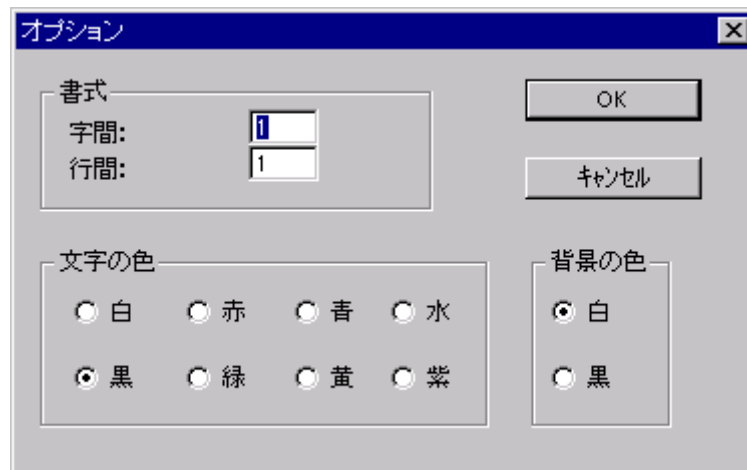 オプション
書式
字間: 1
行間: 1
OK
キャンセル
文字の色
白 赤 青 水
黒 緑 黄 紫
背景の色
白
黒